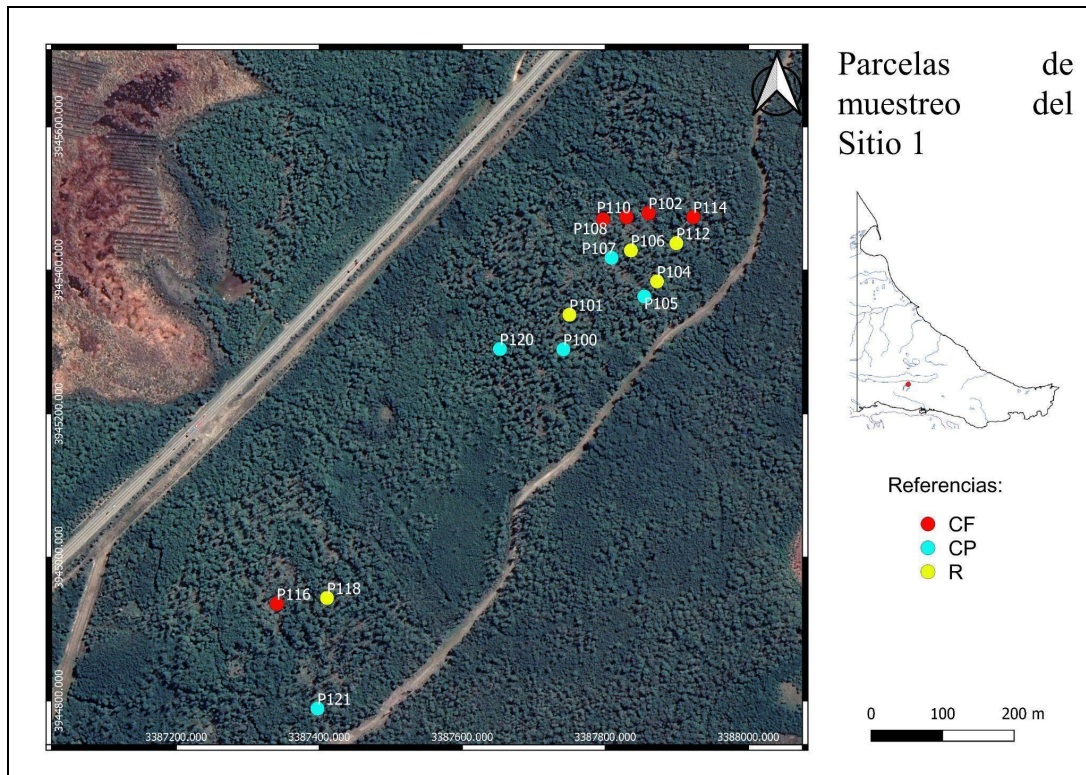 Parcelas de
muestreo del
Sitio 1
3945600.000
3945400.000
3945200.000
3945000.000
3944800.000
P110
P102
P114
P108
P106
P112
P107
P104
P105
P101
P120
P100
P116
P118
P121
3387200.000
3387400.000
3387600.000
3387800.000
3388000.000
Referencias:
CF
CP
R
0 100 200 m